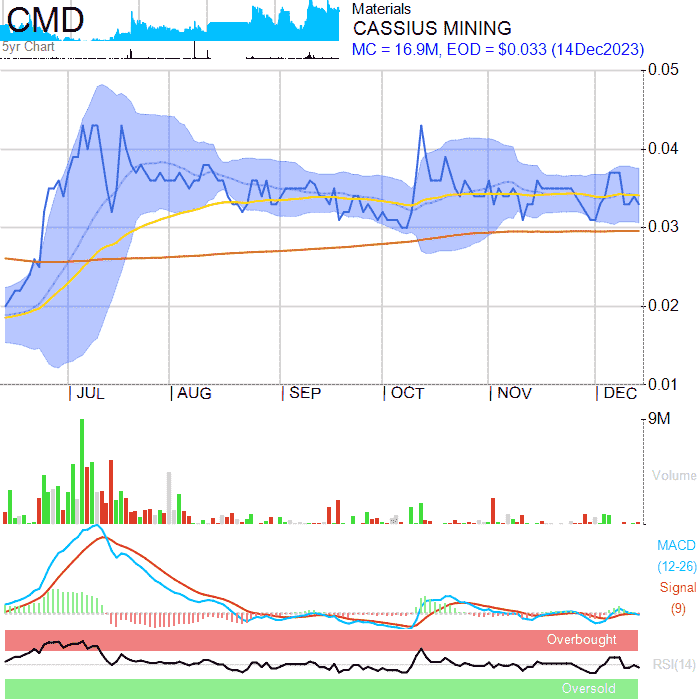 CMD
5yr Chart
Materials
CASSIUS MINING
MC = 16.9M, EOD = $0.033 (14Dec2023)
0.05
0.04
0.03
0.02
0.01
JUL AUG SEP OCT NOV DEC
9M
Volume
MACD
(12-26)
Signal
(9)
Overbought
RSI(14)
Oversold